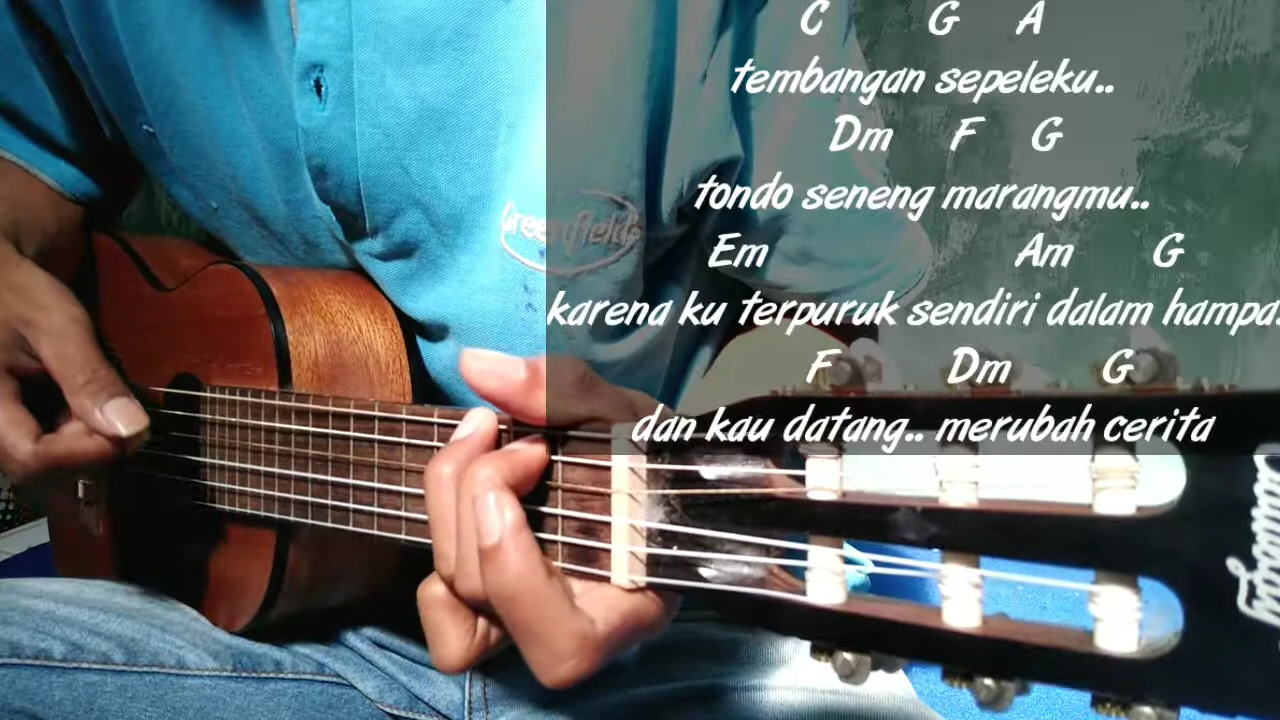 C G A
tembangan sepeleku..
Dm F G
tondo seneng marangmu..
Em Am G
karena ku terpuruk sendiri dalam hampa.
F Dm G
dan kau datang.. merubah cerita
Greenfields